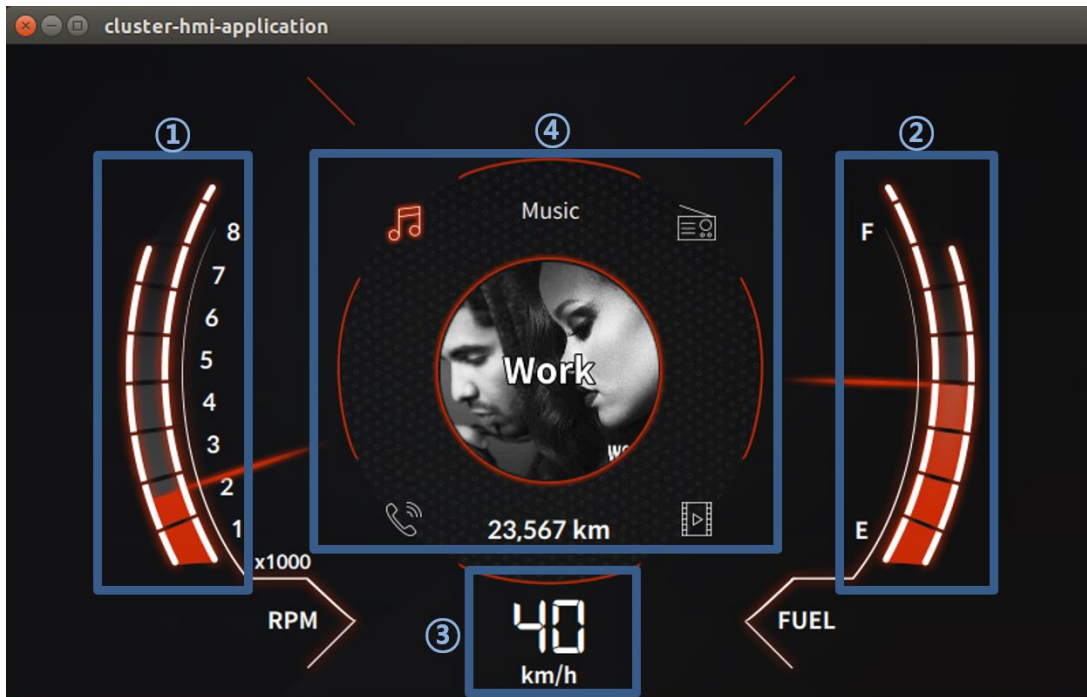 cluster-hmi-application
① ④ ②
8
7
6
5
4
3
2
1
x1000
RPM
Music
Work
23,567 km
F
E
FUEL
③
40
km/h